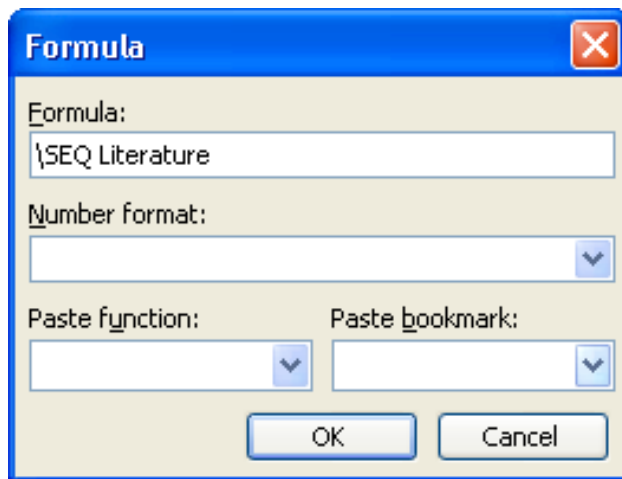 Formula
Formula:
\SEQ Literature
Number format:
Paste function: Paste bookmark:
OK Cancel